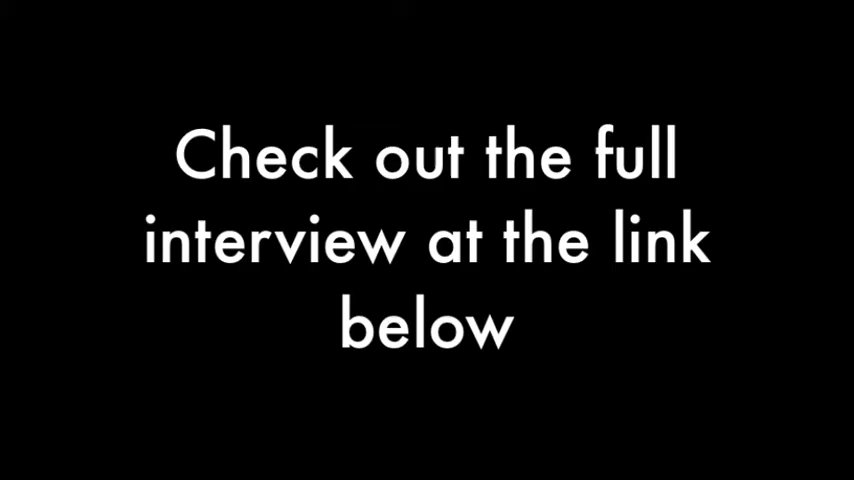 Check out the full
interview at the link
below